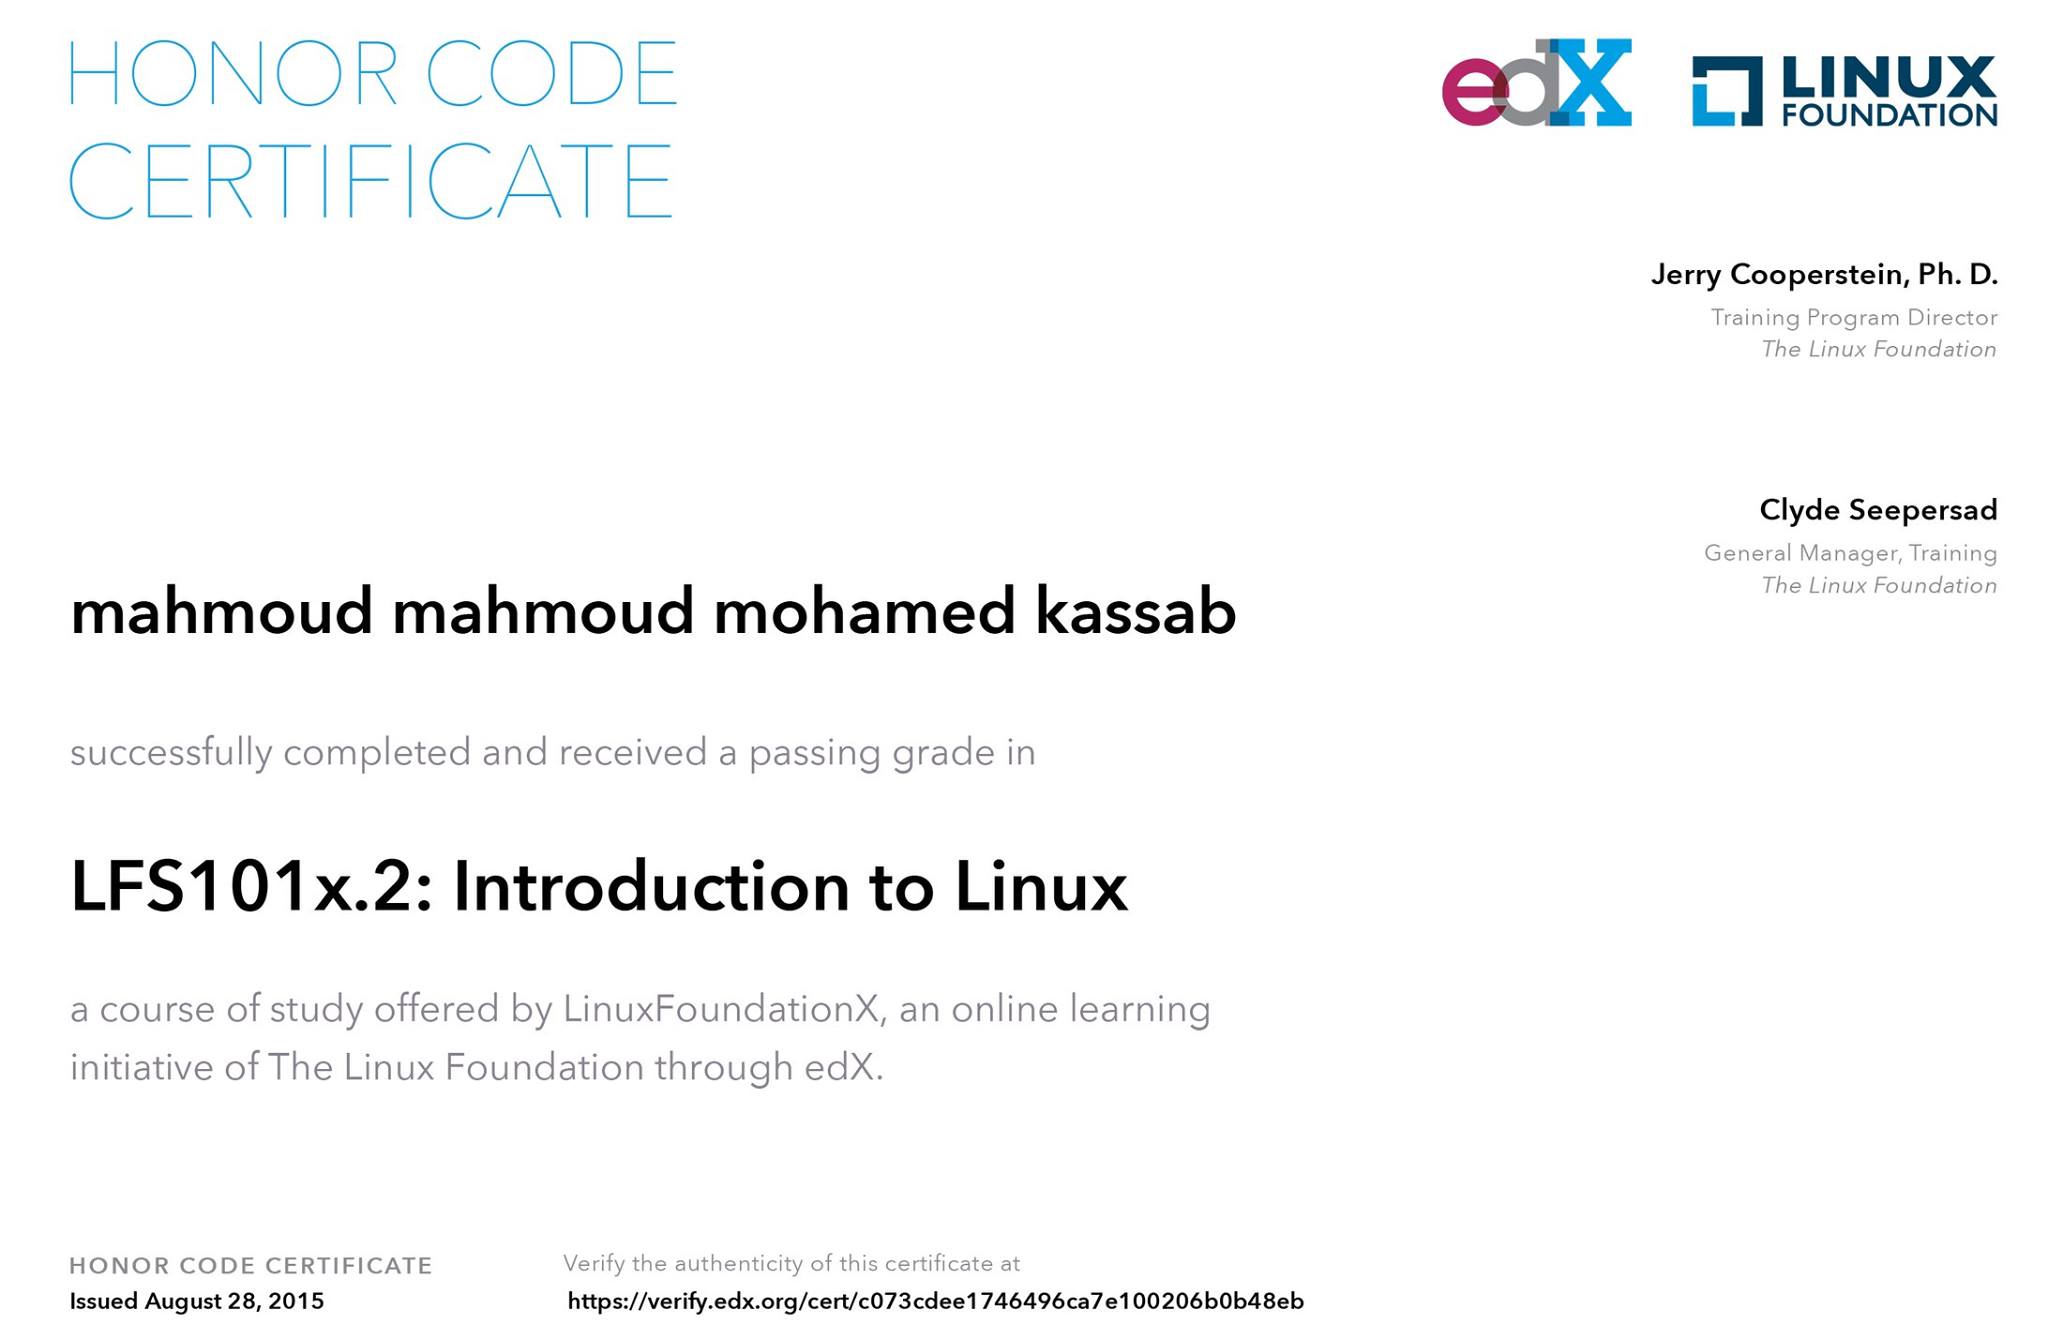 HONOR CODE
CERTIFICATE
edX
LINUX
FOUNDATION
Jerry Cooperstein, Ph. D.
Training Program Director
The Linux Foundation
Clyde Seepersad
General Manager, Training
The Linux Foundation
mahmoud mahmoud mohamed kassab
successfully completed and received a passing grade in
LFS101x.2: Introduction to Linux
a course of study offered by LinuxFoundationX, an online learning
initiative of The Linux Foundation through edX.
HONOR CODE CERTIFICATE
Issued August 28, 2015
Verify the authenticity of this certificate at
https://verify.edx.org/cert/c073cdee1746496ca7e100206b0b48eb